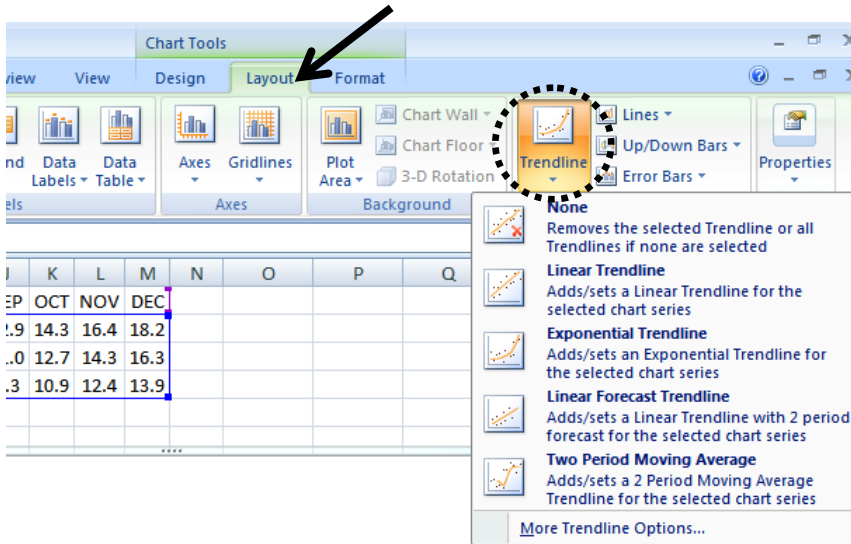 Chart Tools
view View Design Layout Format
Chart Wall Lines
Chart Floor Up/Down Bars
nd Data Data Axes Gridlines Plot 3-D Rotation Trendline Error Bars Properties
Labels Table Area
els Axes Background
None
Removes the selected Trendline or all
Trendlines if none are selected
Linear Trendline
Adds/sets a Linear Trendline for the
selected chart series
Exponential Trendline
Adds/sets an Exponential Trendline for
the selected chart series
Linear Forecast Trendline
Adds/sets a Linear Trendline with 2 period
forecast for the selected chart series
Two Period Moving Average
Adds/sets a 2 Period Moving Average
Trendline for the selected chart series
More Trendline Options...
K L M N O P Q
EP OCT NOV DEC
.9 14.3 16.4 18.2
.0 12.7 14.3 16.3
.3 10.9 12.4 13.9